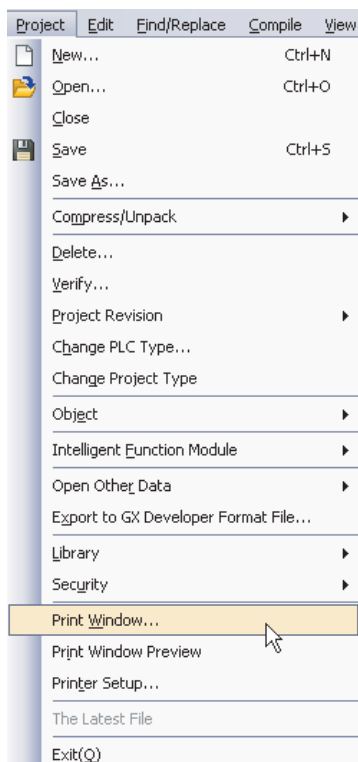 Project Edit Find/Replace Compile View
New... Ctrl+N
Open... Ctrl+O
Close
Save Ctrl+S
Save As...
Compress/Unpack
Delete...
Verify...
Project Revision
Change PLC Type...
Change Project Type
Object
Intelligent Function Module
Open Other Data
Export to GX Developer Format File...
Library
Security
Print Window...
Print Window Preview
Printer Setup...
The Latest File
Exit(Q)